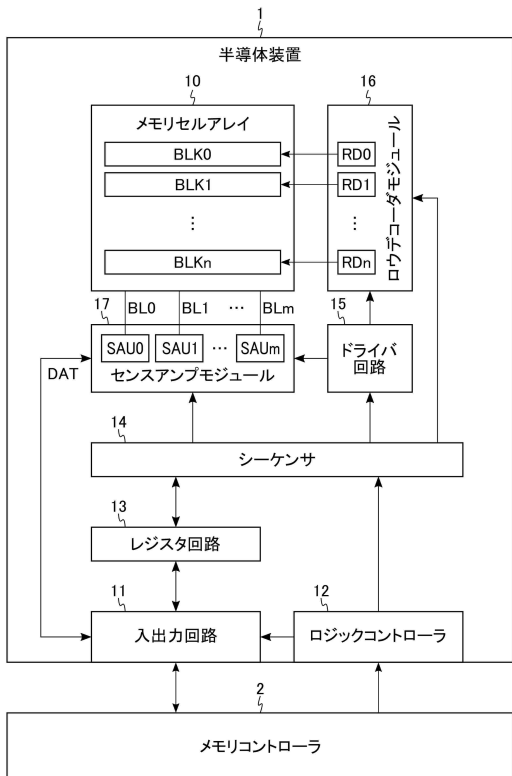 1
半導体装置
10
16
メモリセルアレイ
BLK0
BLK1
⋮
BLKn
RD0
RD1
⋮
RDn
ロウデコーダモジュール
17
BL0
BL1
…
BLm
15
SAU0
SAU1
…
SAUm
センスアンプモジュール
ドライバ
回路
DAT
14
シーケンサ
13
レジスタ回路
11
入出力回路
12
ロジックコントローラ
2
メモリコントローラ